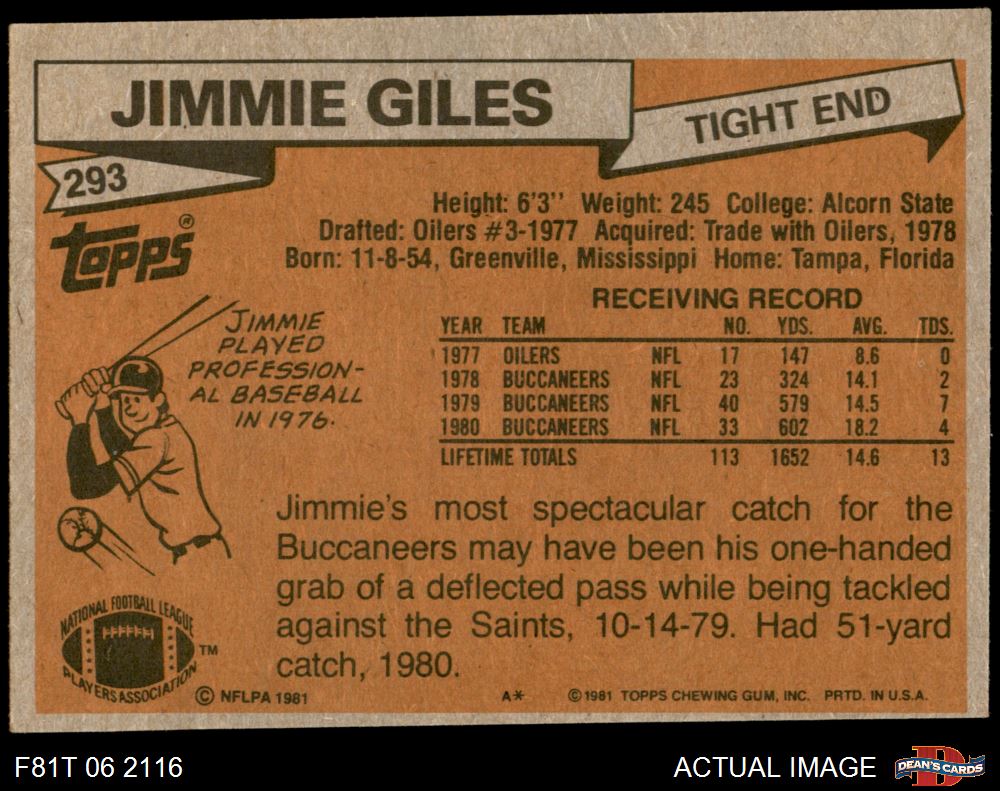 JIMMIE GILES
TIGHT END
293
Topps®
Height: 6'3'' Weight: 245 College: Alcorn State
Drafted: Oilers #3-1977 Acquired: Trade with Oilers, 1978
Born: 11-8-54, Greenville, Mississippi Home: Tampa, Florida
JIMMIE
PLAYED
PROFESSION-
AL BASEBALL
IN 1976.
RECEIVING RECORD
YEAR TEAM NO. YDS. AVG. TDS.
1977 OILERS NFL 17 147 8.6 0
1978 BUCCANEERS NFL 23 324 14.1 2
1979 BUCCANEERS NFL 40 579 14.5 7
1980 BUCCANEERS NFL 33 602 18.2 4
LIFETIME TOTALS 113 1652 14.6 13
Jimmie's most spectacular catch for the
Buccaneers may have been his one-handed
grab of a deflected pass while being tackled
against the Saints, 10-14-79. Had 51-yard
catch, 1980.
NATIONAL FOOTBALL LEAGUE
PLAYERS ASSOCIATION
TM
© NFLPA 1981
A*
© 1981 TOPPS CHEWING GUM, INC. PRTD. IN U.S.A.
F81T 06 2116
ACTUAL IMAGE
D
DEAN'S CARDS